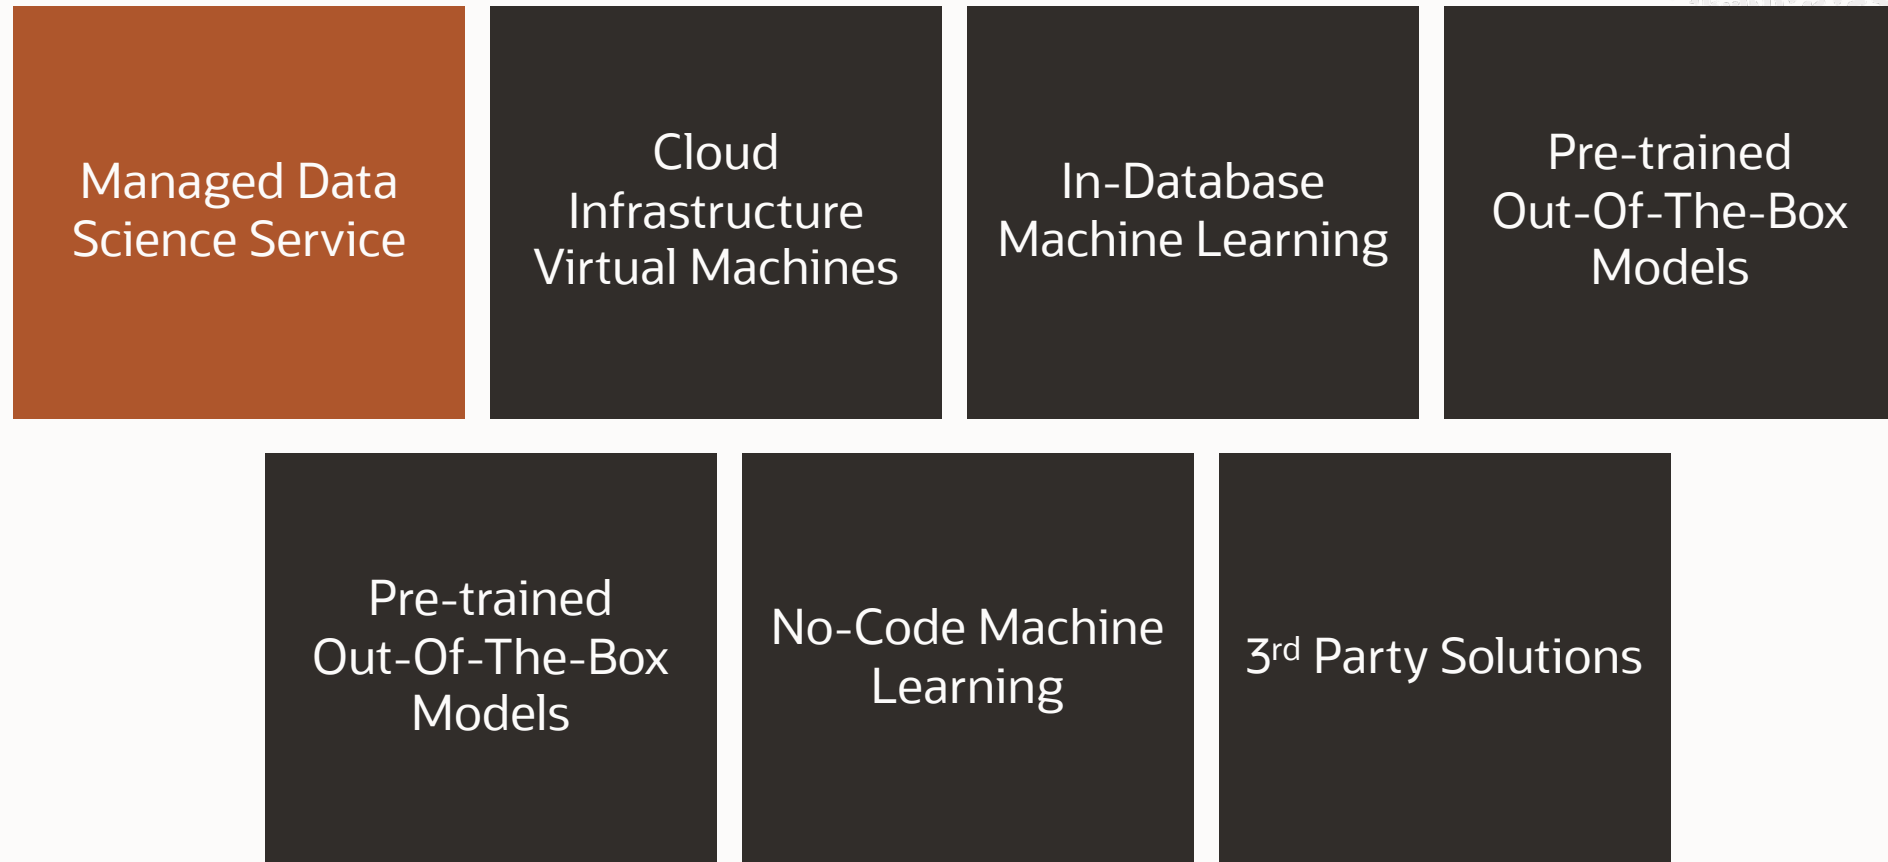 Managed Data
Science Service
Cloud
Infrastructure
Virtual Machines
In-Database
Machine Learning
Pre-trained
Out-Of-The-Box
Models
Pre-trained
Out-Of-The-Box
Models
No-Code Machine
Learning
3rd Party Solutions